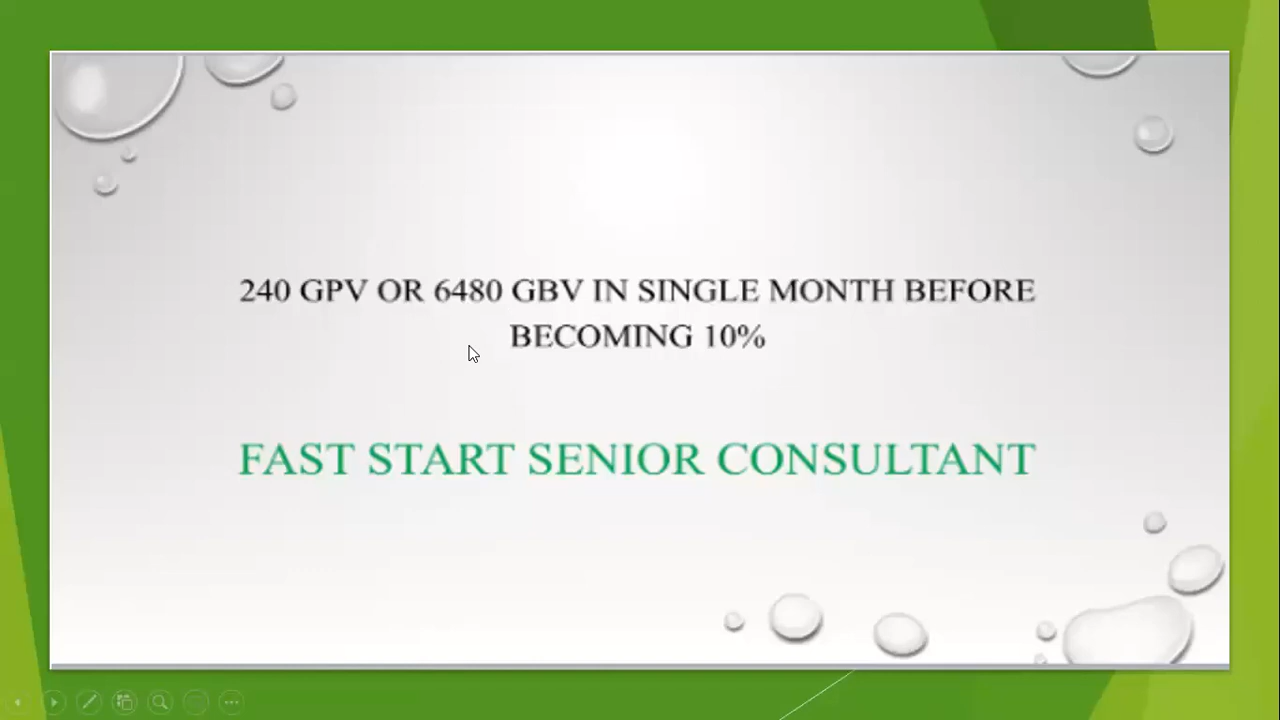 240 GPV OR 6480 GBV IN SINGLE MONTH BEFORE
BECOMING 10%
FAST START SENIOR CONSULTANT